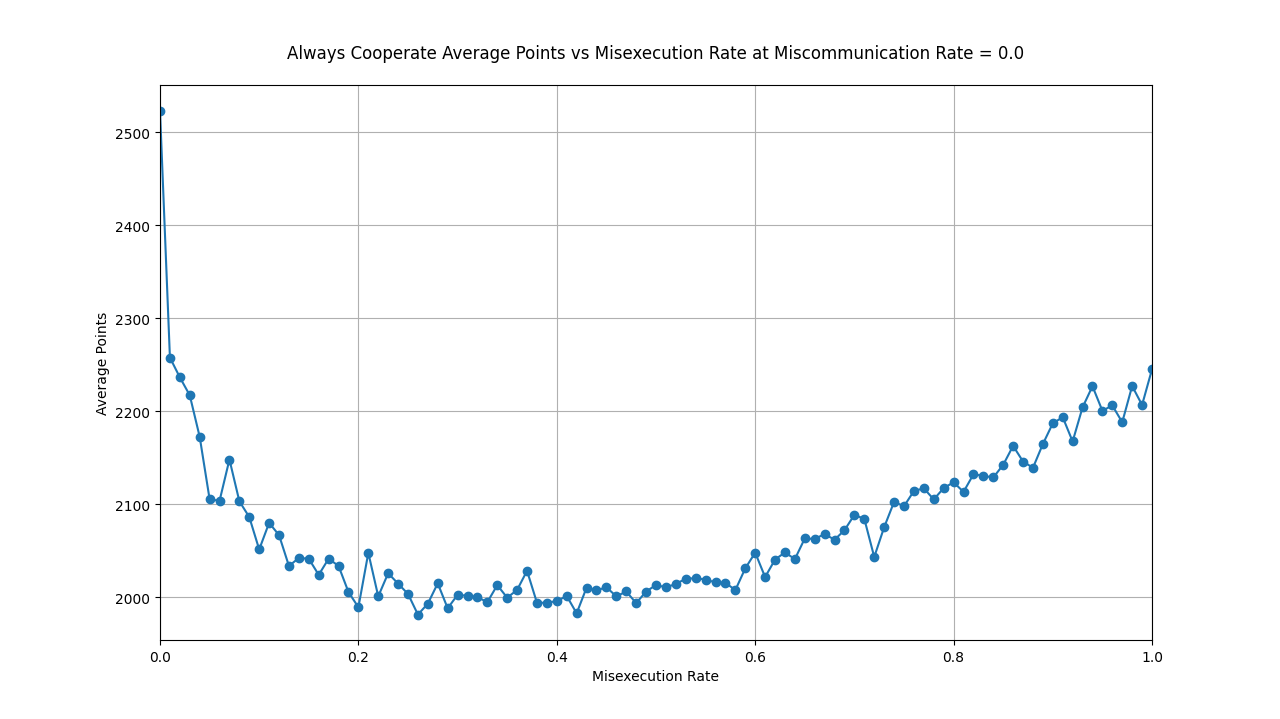 Always Cooperate Average Points vs Misexecution Rate at Miscommunication Rate = 0.0
Average Points
2500
2400
2300
2200
2100
2000
0.0 0.2 0.4 0.6 0.8 1.0
Misexecution Rate